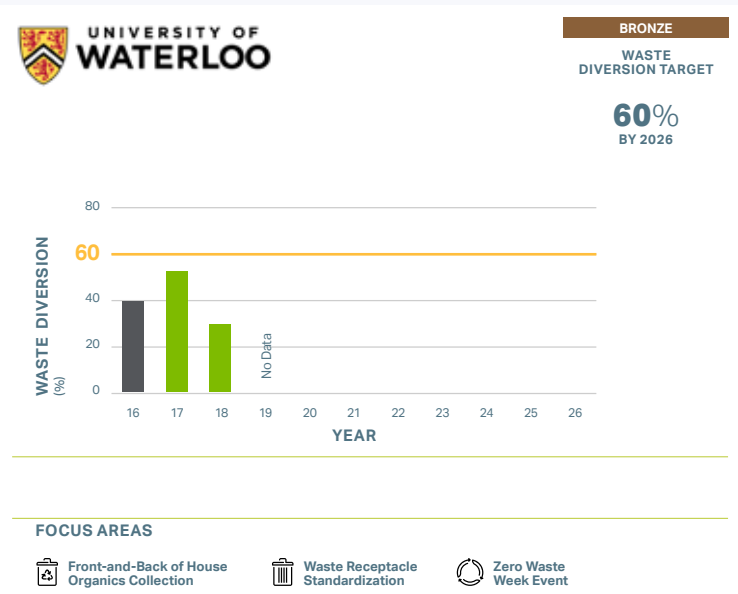 UNIVERSITY OF
WATERLOO
BRONZE
WASTE
DIVERSION TARGET
60%
BY 2026
80
60
40
20
0
WASTE DIVERSION
(%)
No Data
16 17 18 19 20 21 22 23 24 25 26
YEAR
FOCUS AREAS
Front-and-Back of House
Organics Collection
Waste Receptacle
Standardization
Zero Waste
Week Event